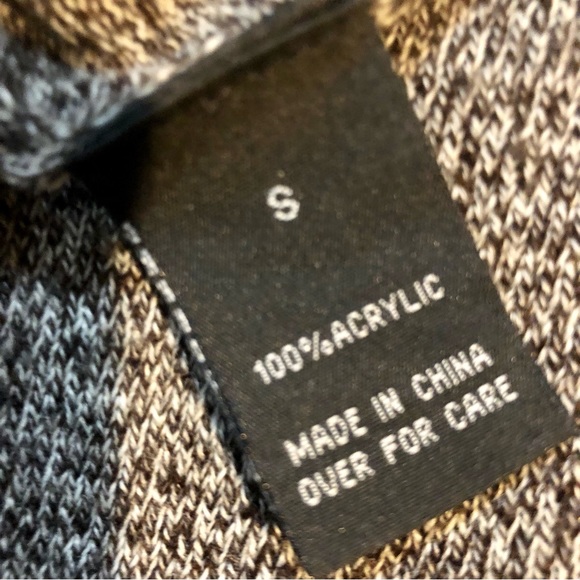 S
100%ACRYLIC
MADE IN CHINA
OVER FOR CARE